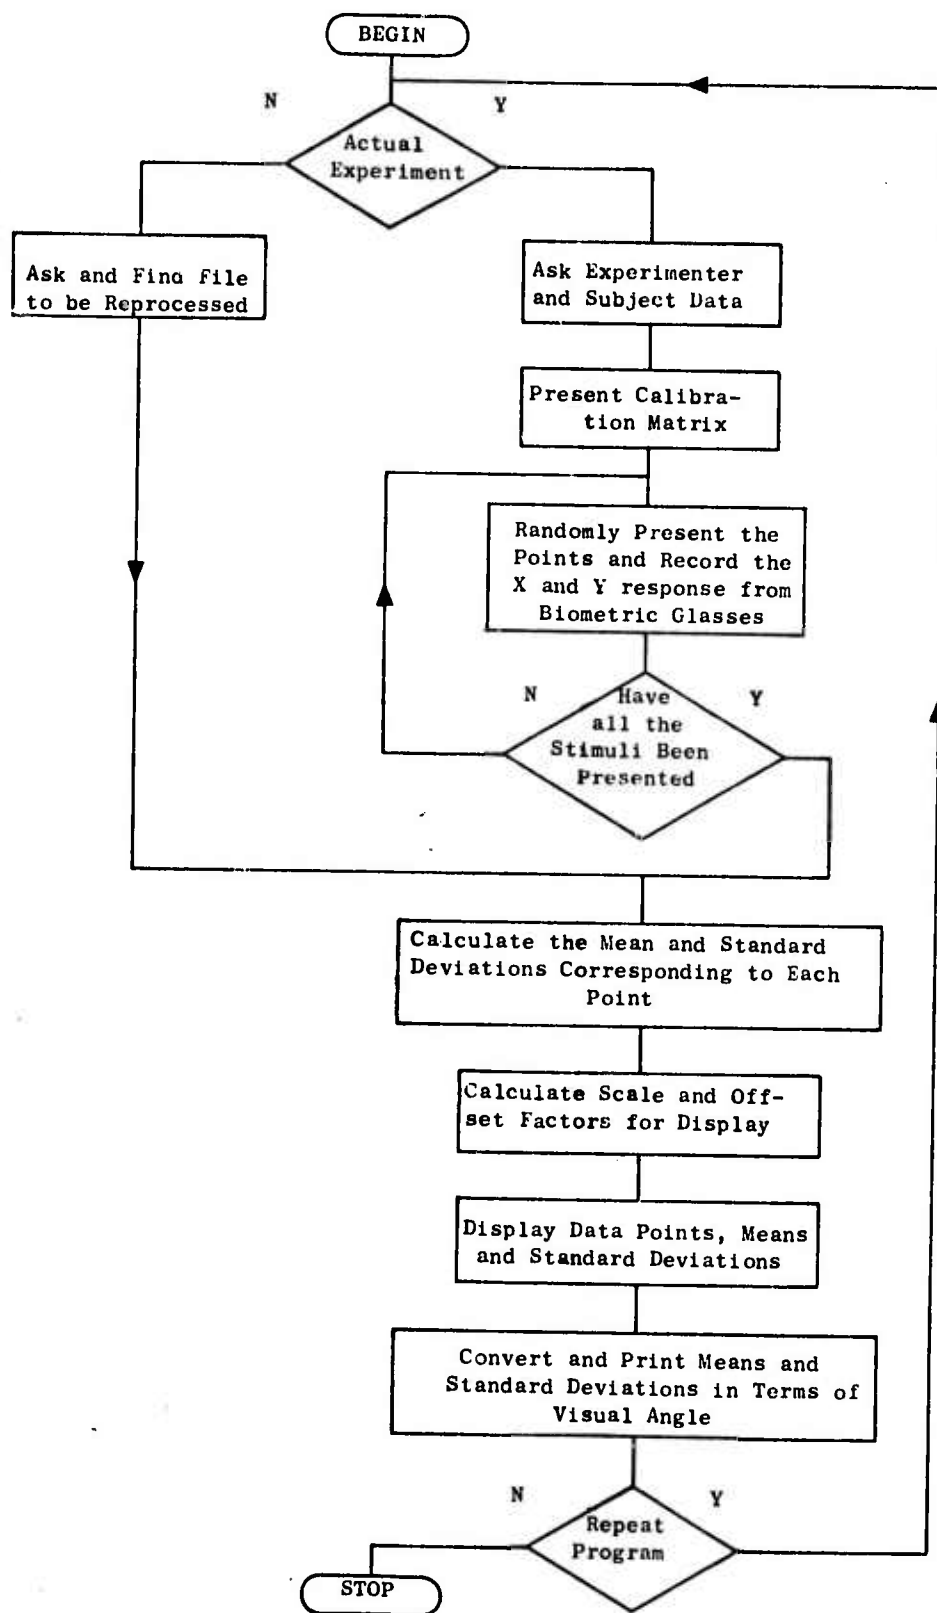 BEGIN
N
Y
Actual
Experiment
Ask and Find File
to be Reprocessed
Ask Experimenter
and Subject Data
Present Calibra-
tion Matrix
Randomly Present the
Points and Record the
X and Y response from
Biometric Glasses
N
Y
Have
all the
Stimuli Been
Presented
Calculate the Mean and Standard
Deviations Corresponding to Each
Point
Calculate Scale and Off-
set Factors for Display
Display Data Points, Means
and Standard Deviations
Convert and Print Means and
Standard Deviations in Terms of
Visual Angle
N
Y
Repeat
Program
STOP